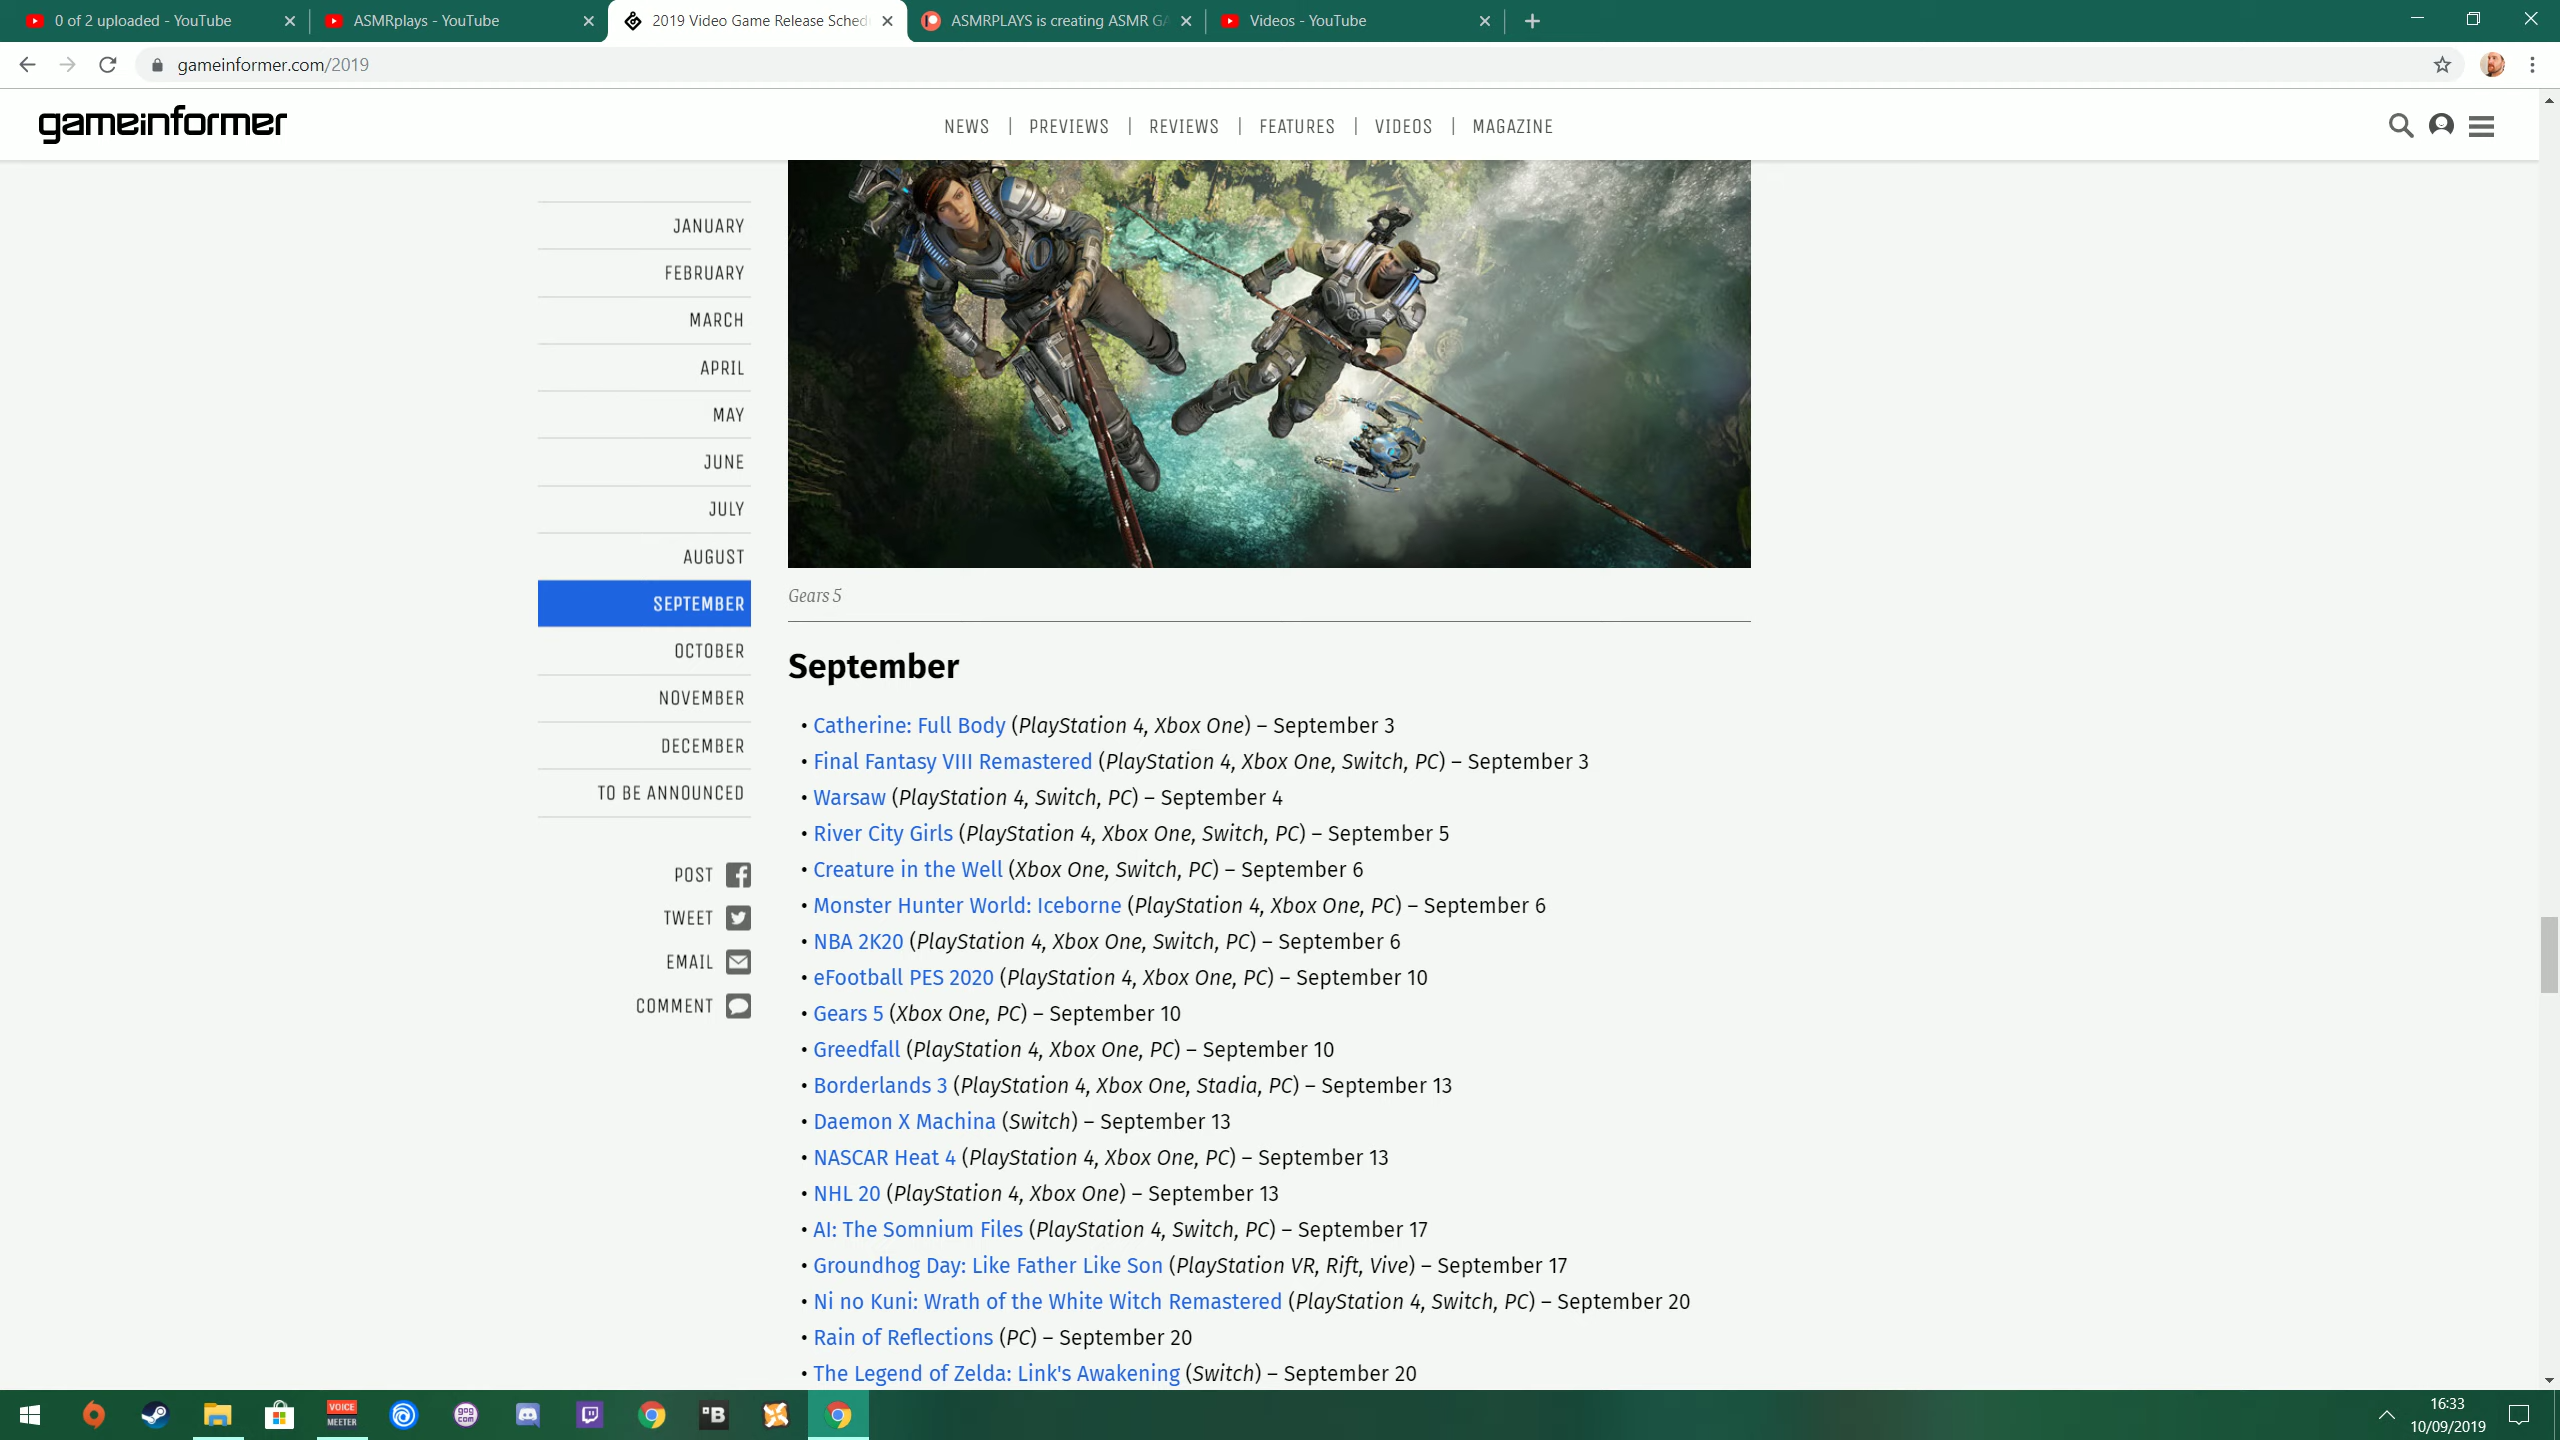 0 of 2 uploaded - YouTube
ASMRplays - YouTube
2019 Video Game Release Sched
ASMRPLAYS is creating ASMR GA
Videos - YouTube
gameinformer.com/2019
gameinformer
NEWS | PREVIEWS | REVIEWS | FEATURES | VIDEOS | MAGAZINE
JANUARY
FEBRUARY
MARCH
APRIL
MAY
JUNE
JULY
AUGUST
SEPTEMBER
OCTOBER
NOVEMBER
DECEMBER
TO BE ANNOUNCED
POST
TWEET
EMAIL
COMMENT
Gears 5
September
• Catherine: Full Body (PlayStation 4, Xbox One) – September 3
• Final Fantasy VIII Remastered (PlayStation 4, Xbox One, Switch, PC) – September 3
• Warsaw (PlayStation 4, Switch, PC) – September 4
• River City Girls (PlayStation 4, Xbox One, Switch, PC) – September 5
• Creature in the Well (Xbox One, Switch, PC) – September 6
• Monster Hunter World: Iceborne (PlayStation 4, Xbox One, PC) – September 6
• NBA 2K20 (PlayStation 4, Xbox One, Switch, PC) – September 6
• eFootball PES 2020 (PlayStation 4, Xbox One, PC) – September 10
• Gears 5 (Xbox One, PC) – September 10
• Greedfall (PlayStation 4, Xbox One, PC) – September 10
• Borderlands 3 (PlayStation 4, Xbox One, Stadia, PC) – September 13
• Daemon X Machina (Switch) – September 13
• NASCAR Heat 4 (PlayStation 4, Xbox One, PC) – September 13
• NHL 20 (PlayStation 4, Xbox One) – September 13
• AI: The Somnium Files (PlayStation 4, Switch, PC) – September 17
• Groundhog Day: Like Father Like Son (PlayStation VR, Rift, Vive) – September 17
• Ni no Kuni: Wrath of the White Witch Remastered (PlayStation 4, Switch, PC) – September 20
• Rain of Reflections (PC) – September 20
• The Legend of Zelda: Link's Awakening (Switch) – September 20
VOICE
MEETER
GOG
COM
B
16:33
10/09/2019